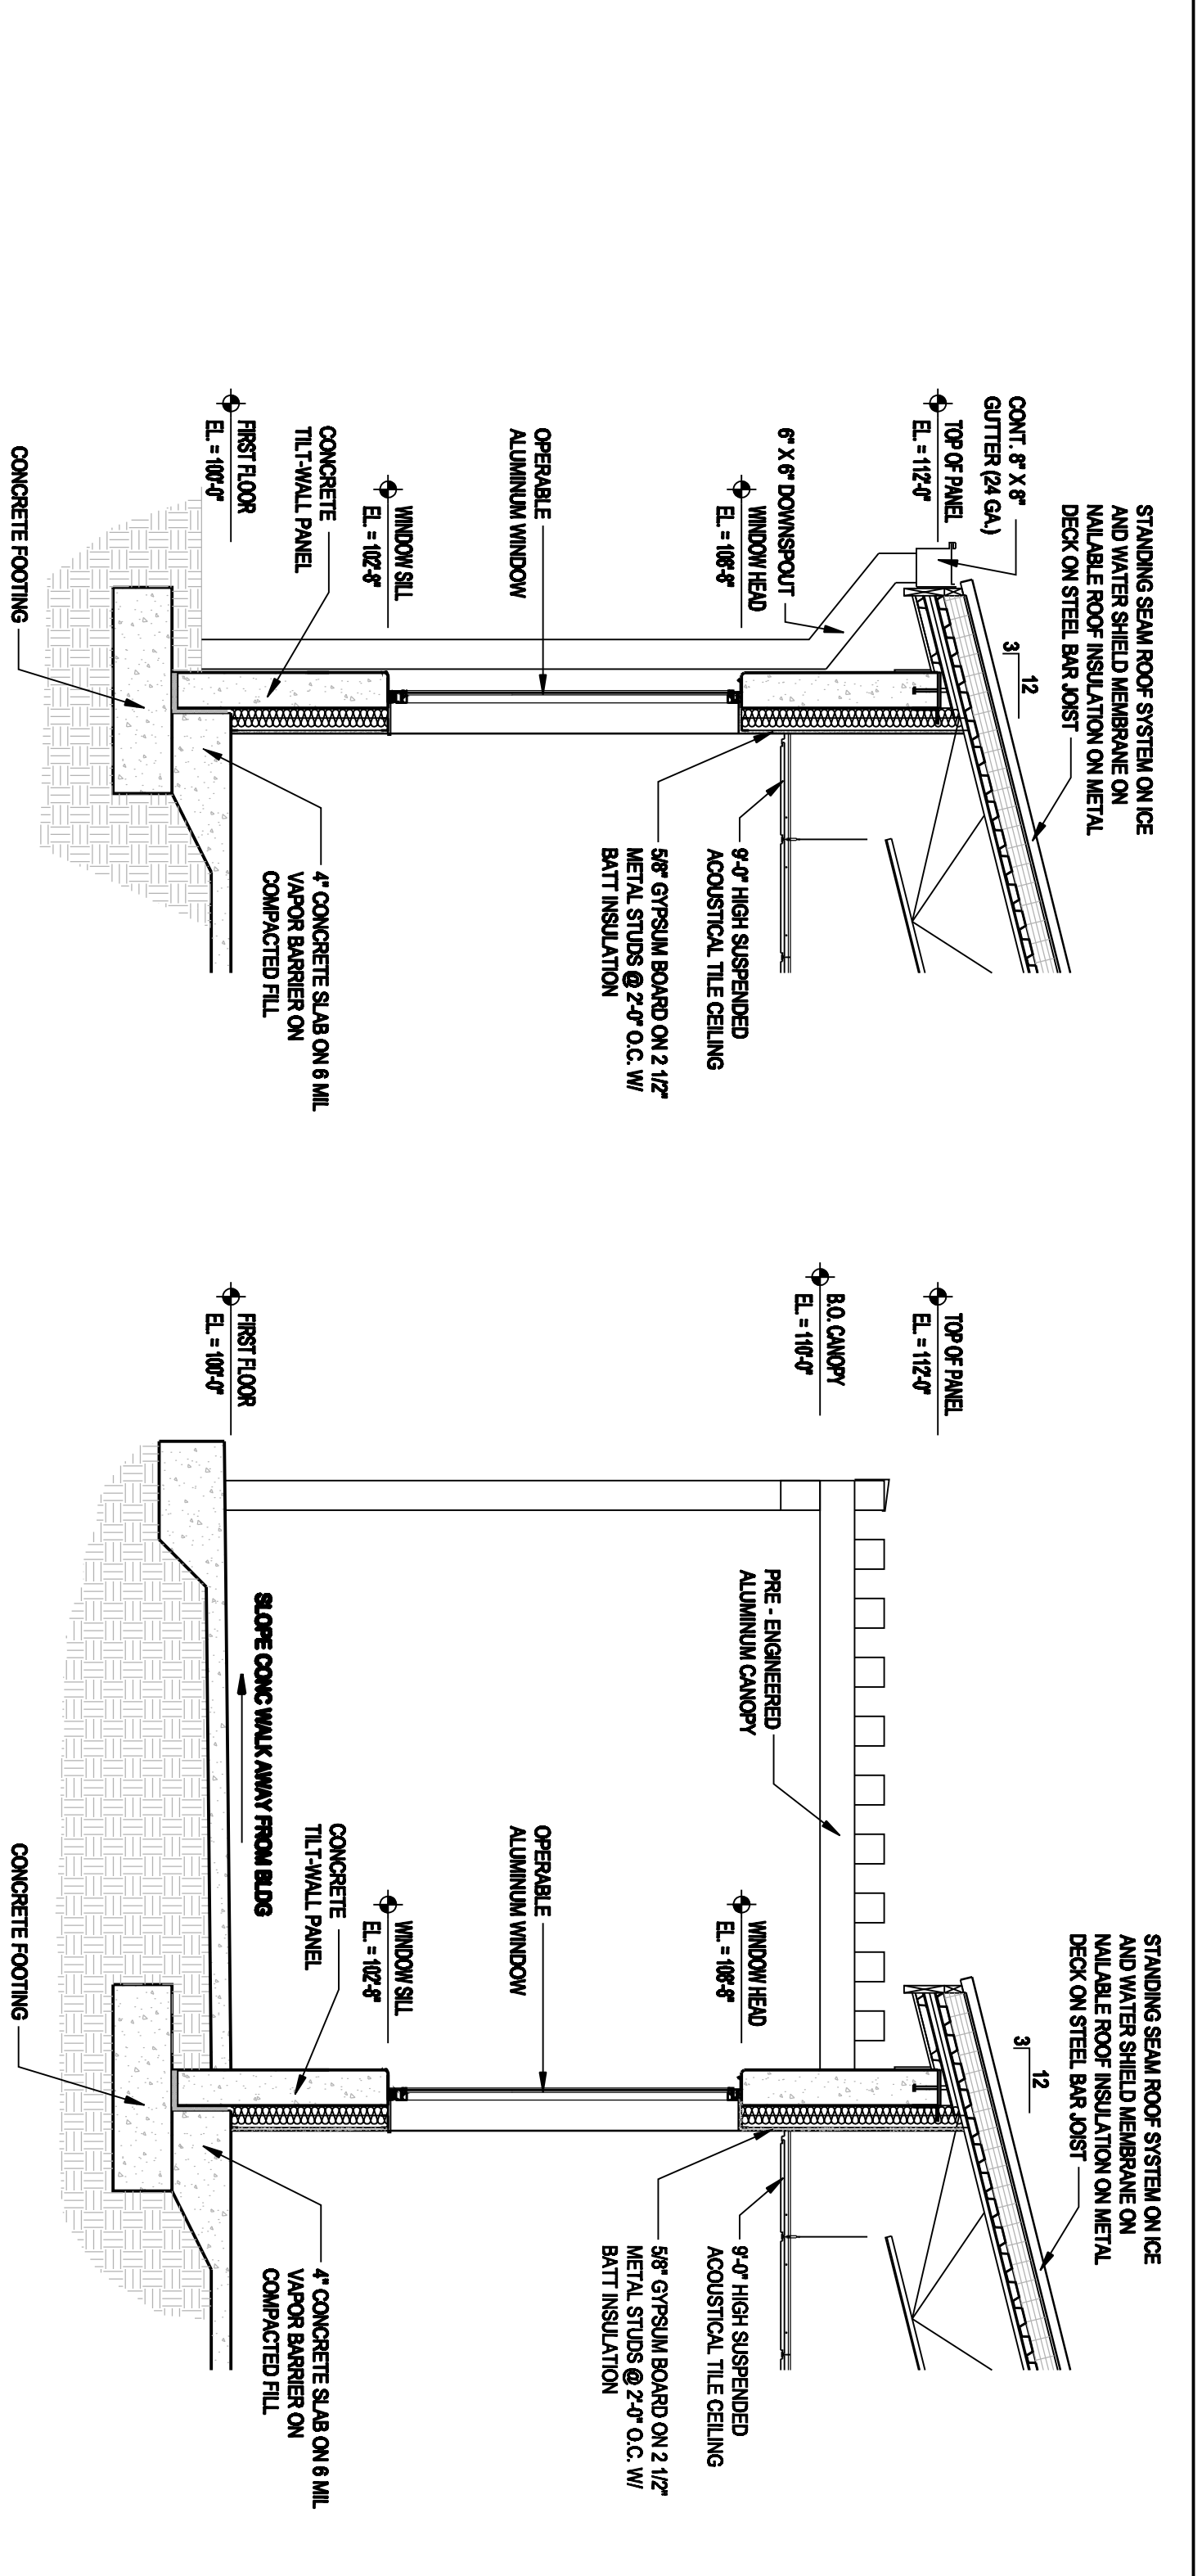 STANDING SEAM ROOF SYSTEM ON ICE
AND WATER SHIELD MEMBRANE ON
NAILABLE ROOF INSULATION ON METAL
DECK ON STEEL BAR JOIST
12
3
CONT. 8" X 8"
GUTTER (24 GA.)
TOP OF PANEL
EL. = 112'-0"
6" X 6" DOWNSPOUT
WINDOW HEAD
EL. = 108'-8"
9'-0" HIGH SUSPENDED
ACOUSTICAL TILE CEILING
5/8" GYPSUM BOARD ON 2 1/2"
METAL STUDS @ 2'-0" O.C. W/
BATT INSULATION
OPERABLE
ALUMINUM WINDOW
WINDOW SILL
EL. = 102'-8"
CONCRETE
TILT-WALL PANEL
4" CONCRETE SLAB ON 6 MIL
VAPOR BARRIER ON
COMPACTED FILL
FIRST FLOOR
EL. = 100'-0"
CONCRETE FOOTING
STANDING SEAM ROOF SYSTEM ON ICE
AND WATER SHIELD MEMBRANE ON
NAILABLE ROOF INSULATION ON METAL
DECK ON STEEL BAR JOIST
12
3
TOP OF PANEL
EL. = 112'-0"
B.O. CANOPY
EL. = 110'-0"
PRE - ENGINEERED
ALUMINUM CANOPY
WINDOW HEAD
EL. = 108'-8"
9'-0" HIGH SUSPENDED
ACOUSTICAL TILE CEILING
5/8" GYPSUM BOARD ON 2 1/2"
METAL STUDS @ 2'-0" O.C. W/
BATT INSULATION
OPERABLE
ALUMINUM WINDOW
WINDOW SILL
EL. = 102'-8"
CONCRETE
TILT-WALL PANEL
4" CONCRETE SLAB ON 6 MIL
VAPOR BARRIER ON
COMPACTED FILL
SLOPE CONC WALK AWAY FROM BLDG
FIRST FLOOR
EL. = 100'-0"
CONCRETE FOOTING